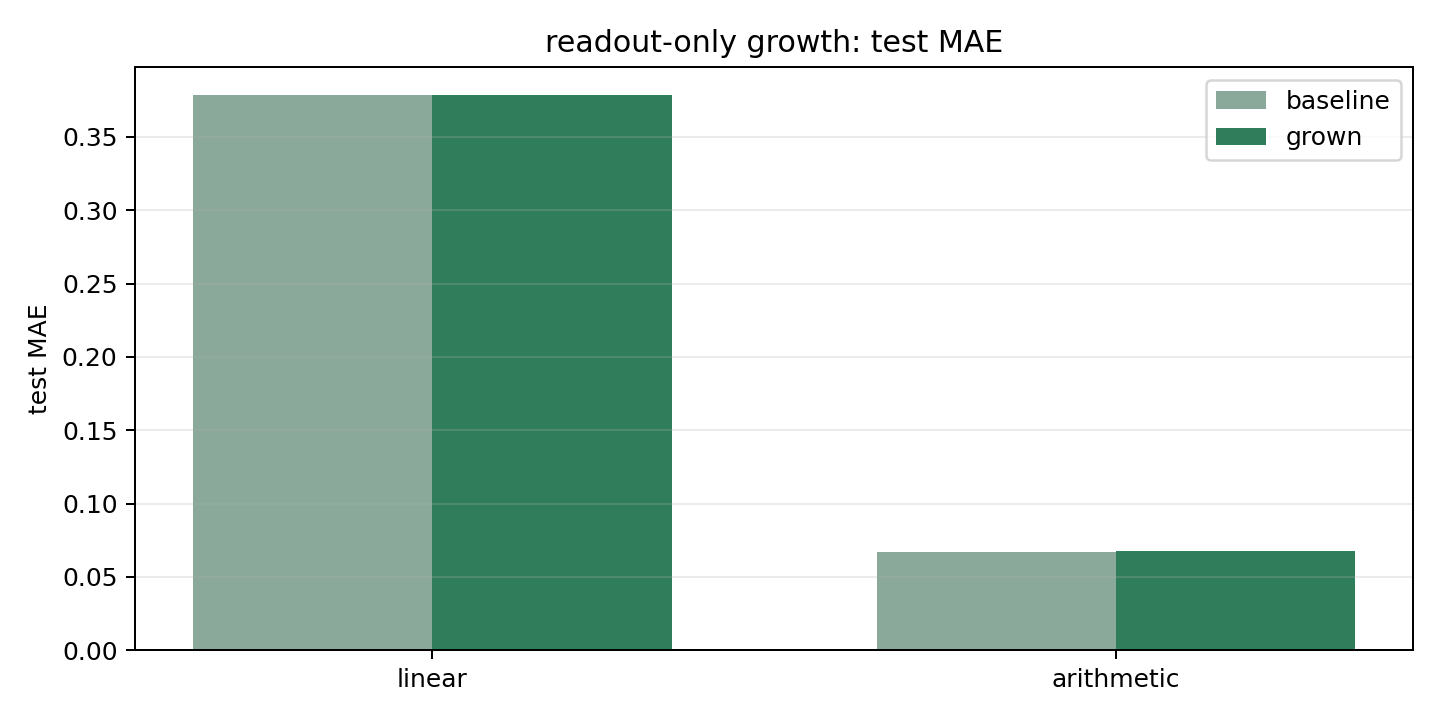 readout-only growth: test MAE
baseline
grown
test MAE
0.35
0.30
0.25
0.20
0.15
0.10
0.05
0.00
linear
arithmetic